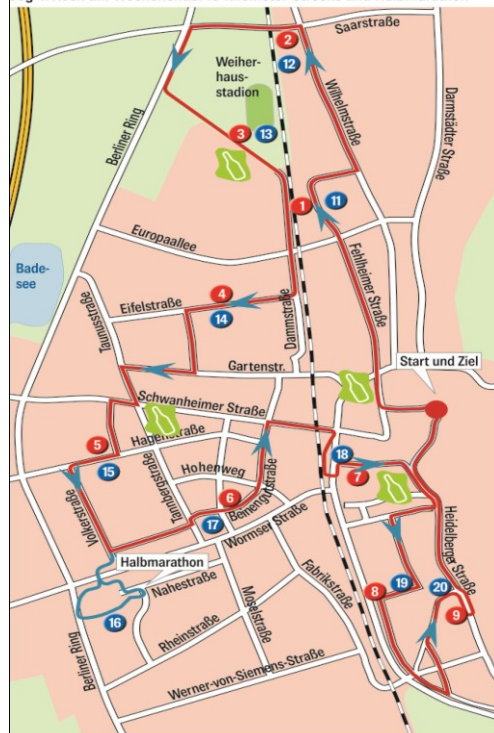 Saarstraße
2
12
Weiher-
haus-
stadion
Wilhelmstraße
Darmstädter Straße
Berliner Ring
3
13
1
11
Europaallee
Fehlheimer Straße
Bade-
see
Taunusstraße
Eifelstraße
4
14
Dammstraße
Gartenstr.
Start und Ziel
Schwanheimer Straße
5
15
Hagenstraße
Hohenweg
18
7
Tannbergstraße
6
17
Beinengutstraße
Volkerstraße
Wormser Straße
Heidelberger Straße
Halbmarathon
Nahestraße
16
Fabrikstraße
8
19
20
9
Rheinstraße
Moselstraße
Berliner Ring
Werner-von-Siemens-Straße